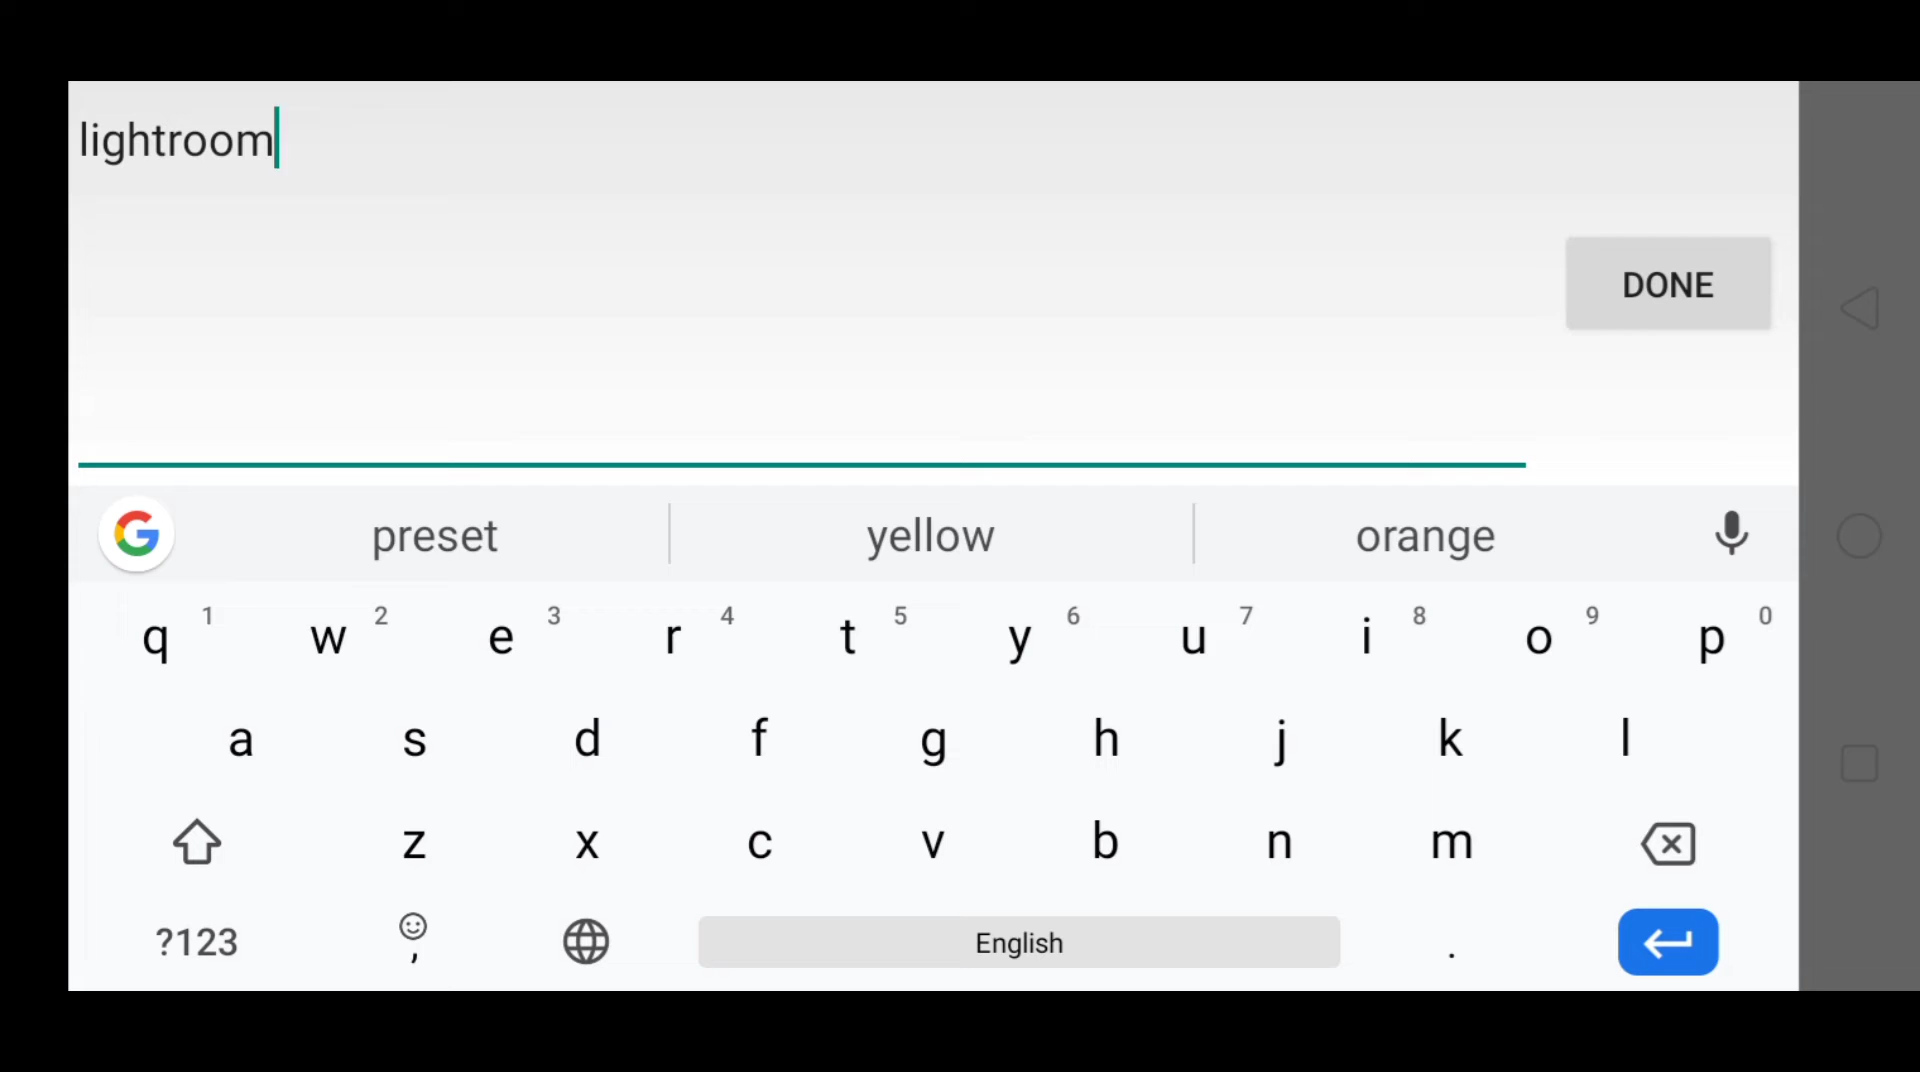 lightroom
DONE
preset yellow orange
q 1 w 2 e 3 r 4 t 5 y 6 u 7 i 8 o 9 p 0
a s d f g h j k l
z x c v b n m
?123 , English .